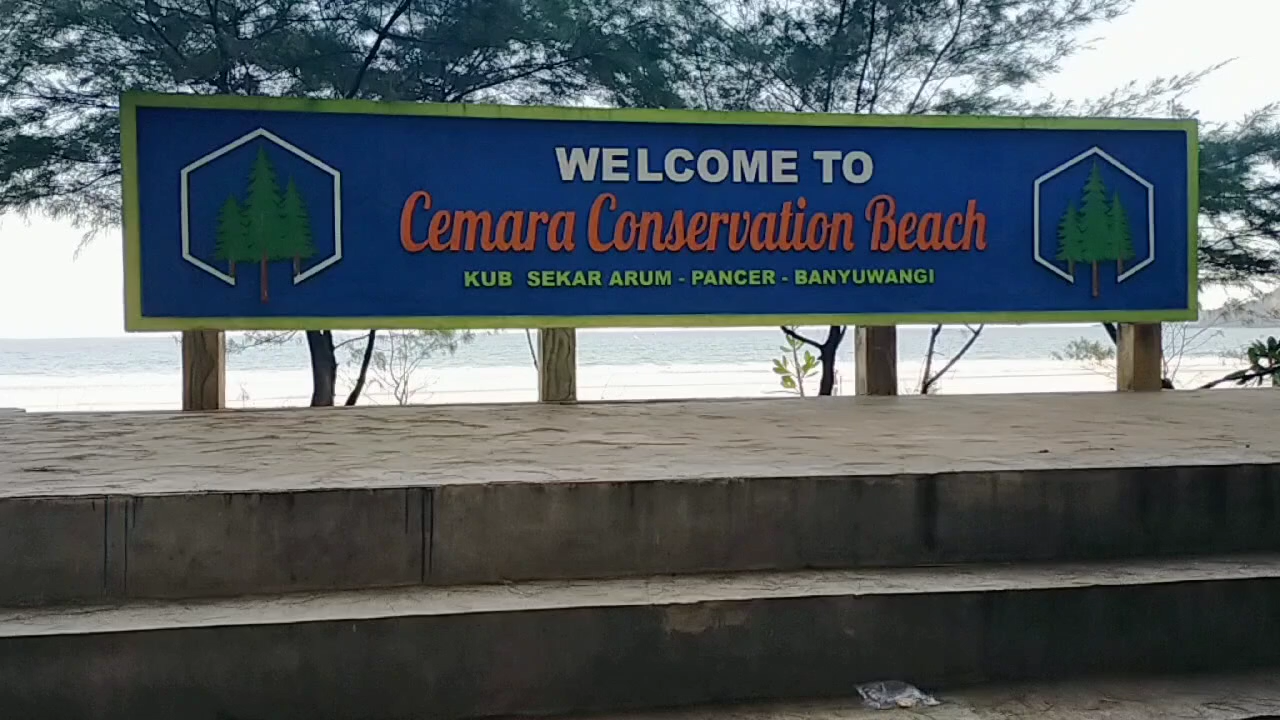 WELCOME TO
Cemara Conservation Beach
KUB SEKAR ARUM - PANCER - BANYUWANGI